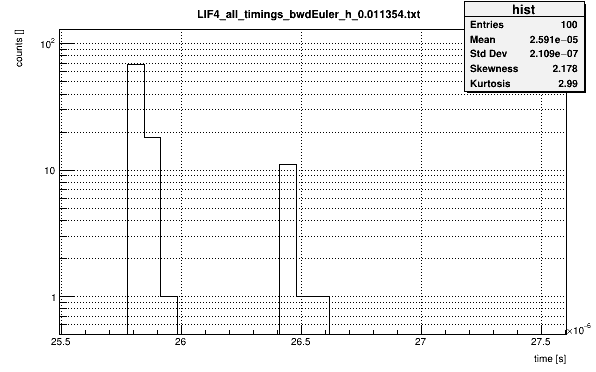 LIF4_all_timings_bwdEuler_h_0.011354.txt
hist
Entries 100
Mean 2.591e−05
Std Dev 2.109e−07
Skewness 2.178
Kurtosis 2.99
counts []
10²
10
1
25.5 26 26.5 27 27.5
×10⁻⁶
time [s]